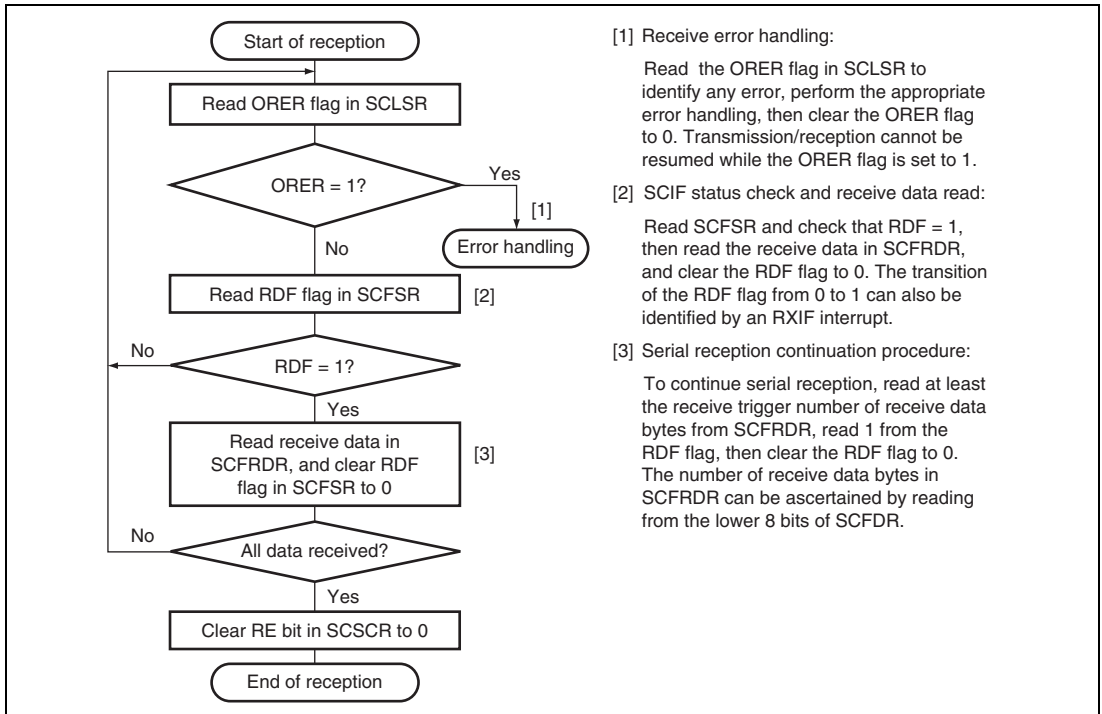 Start of reception
Read ORER flag in SCLSR
ORER = 1?
Yes
[1]
Error handling
No
Read RDF flag in SCFSR
[2]
No
RDF = 1?
Yes
Read receive data in
SCFRDR, and clear RDF
flag in SCFSR to 0
[3]
No
All data received?
Yes
Clear RE bit in SCSCR to 0
End of reception
[1] Receive error handling:
Read the ORER flag in SCLSR to
identify any error, perform the appropriate
error handling, then clear the ORER flag
to 0. Transmission/reception cannot be
resumed while the ORER flag is set to 1.
[2] SCIF status check and receive data read:
Read SCFSR and check that RDF = 1,
then read the receive data in SCFRDR,
and clear the RDF flag to 0. The transition
of the RDF flag from 0 to 1 can also be
identified by an RXIF interrupt.
[3] Serial reception continuation procedure:
To continue serial reception, read at least
the receive trigger number of receive data
bytes from SCFRDR, read 1 from the
RDF flag, then clear the RDF flag to 0.
The number of receive data bytes in
SCFRDR can be ascertained by reading
from the lower 8 bits of SCFDR.